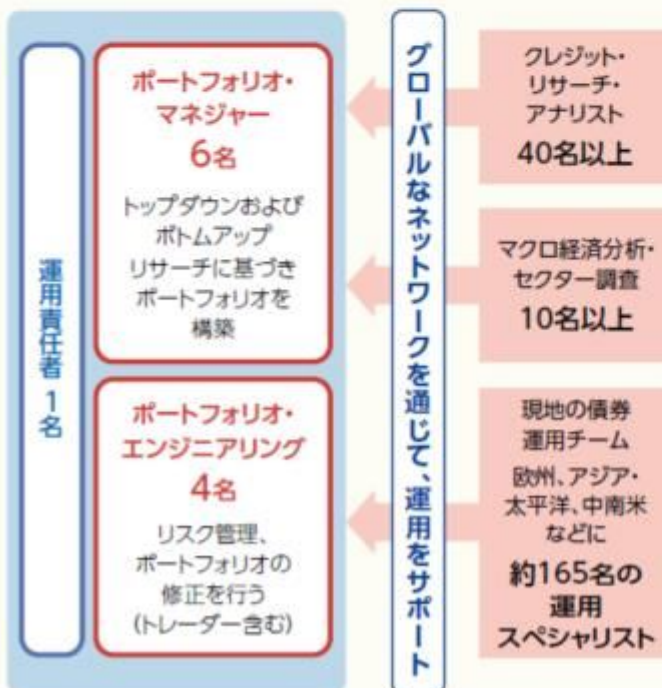 運用責任者 1名
ポートフォリオ・
マネジャー
6名
トップダウンおよび
ボトムアップ
リサーチに基づき
ポートフォリオを
構築
ポートフォリオ・
エンジニアリング
4名
リスク管理、
ポートフォリオの
修正を行う
(トレーダー含む)
グローバルなネットワークを通じて、運用をサポート
クレジット・
リサーチ・
アナリスト
40名以上
マクロ経済分析・
セクター調査
10名以上
現地の債券
運用チーム
欧州、アジア・
太平洋、中南米
などに
約165名の
運用
スペシャリスト